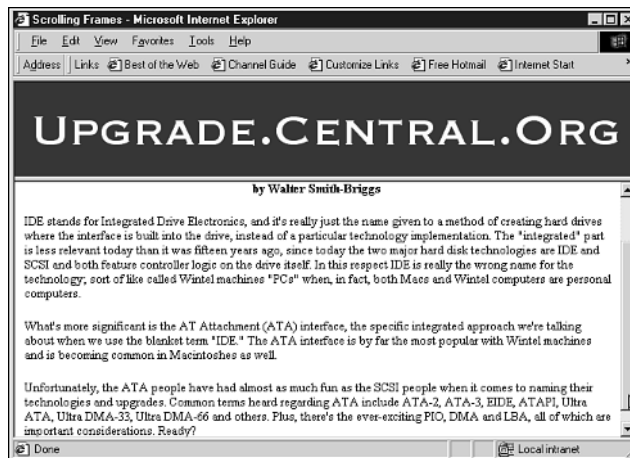 Scrolling Frames - Microsoft Internet Explorer
File Edit View Favorites Tools Help
Address Links Best of the Web Channel Guide Customize Links Free Hotmail Internet Start
UPGRADE.CENTRAL.ORG
by Walter Smith-Briggs
IDE stands for Integrated Drive Electronics, and it's really just the name given to a method of creating hard drives
where the interface is built into the drive, instead of a particular technology implementation. The "integrated" part
is less relevant today than it was fifteen years ago, since today the two major hard disk technologies are IDE and
SCSI and both feature controller logic on the drive itself. In this respect IDE is really the wrong name for the
technology; sort of like called Wintel machines "PCs" when, in fact, both Macs and Wintel computers are personal
computers.
What's more significant is the AT Attachment (ATA) interface, the specific integrated approach we're talking
about when we use the blanket term "IDE." The ATA interface is by far the most popular with Wintel machines
and is becoming common in Macintoshes as well.
Unfortunately, the ATA people have had almost as much fun as the SCSI people when it comes to naming their
technologies and upgrades. Common terms heard regarding ATA include ATA-2, ATA-3, EIDE, ATAPI, Ultra
ATA, Ultra DMA-33, Ultra DMA-66 and others. Plus, there's the ever-exciting PIO, DMA and LBA, all of which are
important considerations. Ready?
Done Local intranet